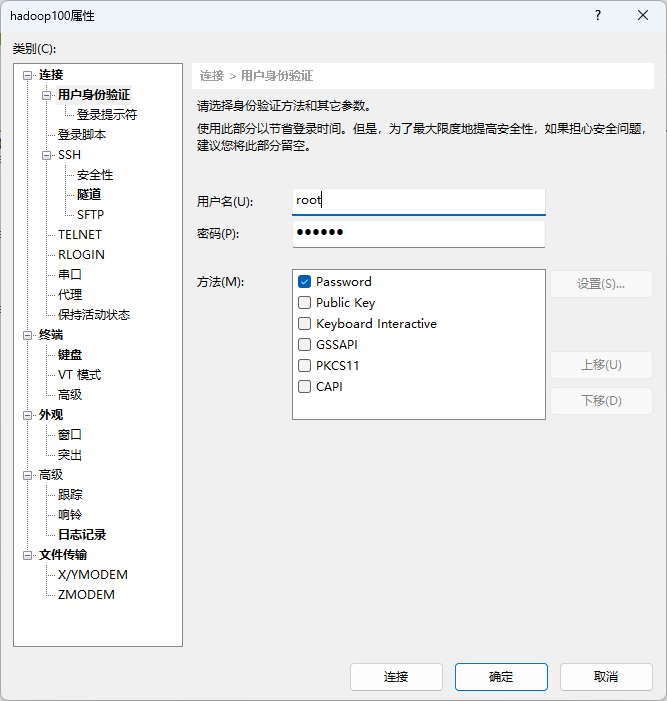 hadoop100属性
类别(C):
连接
用户身份验证
登录提示符
登录脚本
SSH
安全性
隧道
SFTP
TELNET
RLOGIN
串口
代理
保持活动状态
终端
键盘
VT 模式
高级
外观
窗口
突出
高级
跟踪
响铃
日志记录
文件传输
X/YMODEM
ZMODEM
连接 > 用户身份验证
请选择身份验证方法和其它参数。
使用此部分以节省登录时间。但是，为了最大限度地提高安全性，如果担心安全问题，
建议您将此部分留空。
用户名(U):
root
密码(P):
●●●●●●
方法(M):
Password
Public Key
Keyboard Interactive
GSSAPI
PKCS11
CAPI
设置(S)...
上移(U)
下移(D)
连接
确定
取消